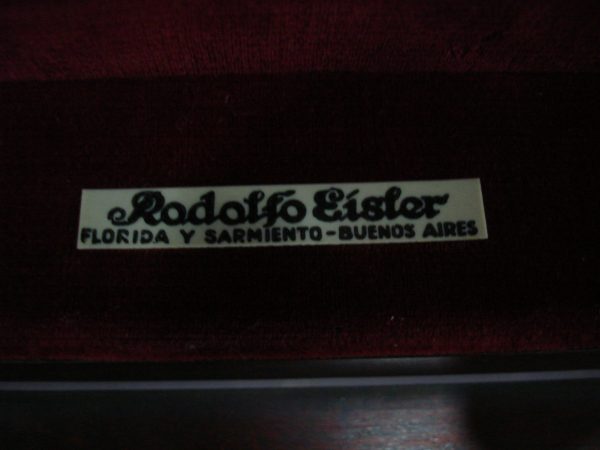 Rodolfo Eisler
FLORIDA Y SARMIENTO-BUENOS AIRES